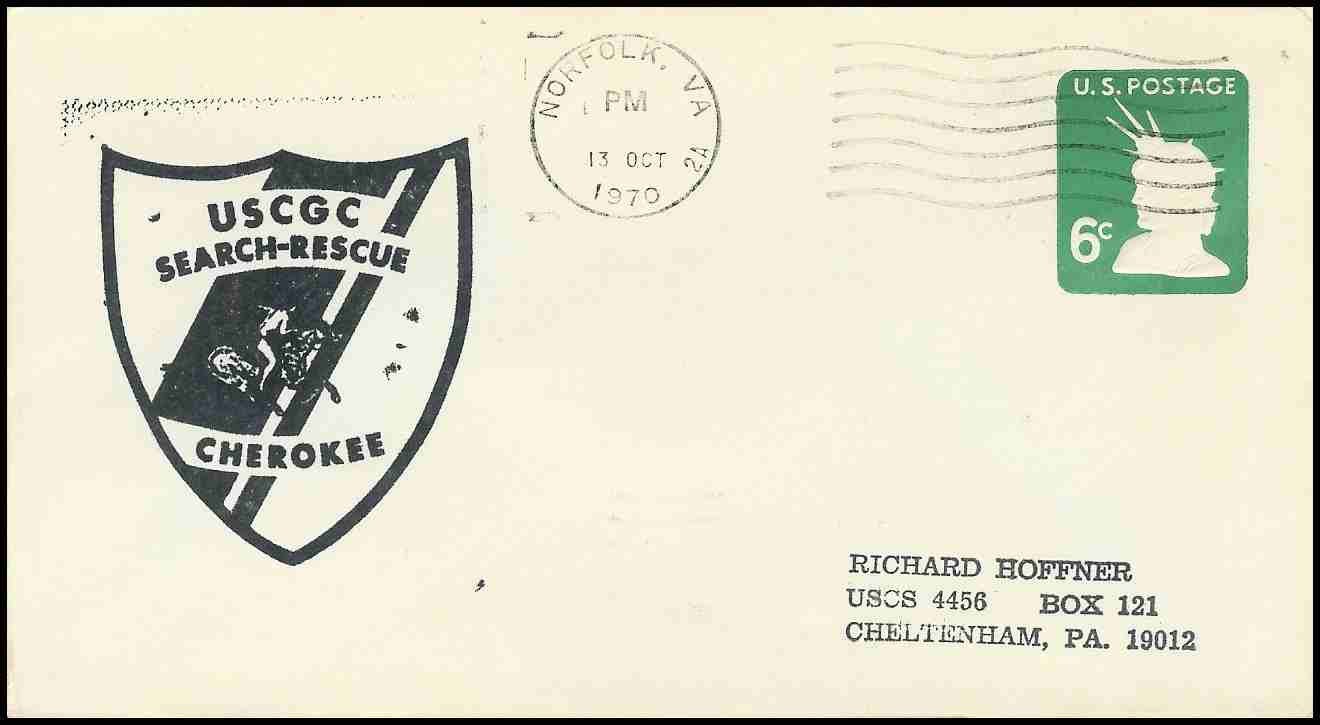 USCGC
SEARCH-RESCUE
CHEROKEE
NORFOLK, VA
PM
13 OCT
1970
2A
U.S. POSTAGE
6c
RICHARD HOFFNER
USCS 4456 BOX 121
CHELTENHAM, PA. 19012